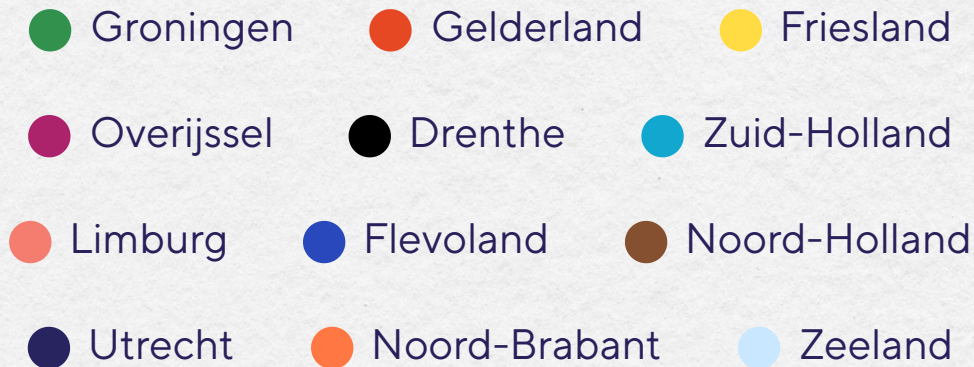 Groningen Gelderland Friesland
Overijssel Drenthe Zuid-Holland
Limburg Flevoland Noord-Holland
Utrecht Noord-Brabant Zeeland